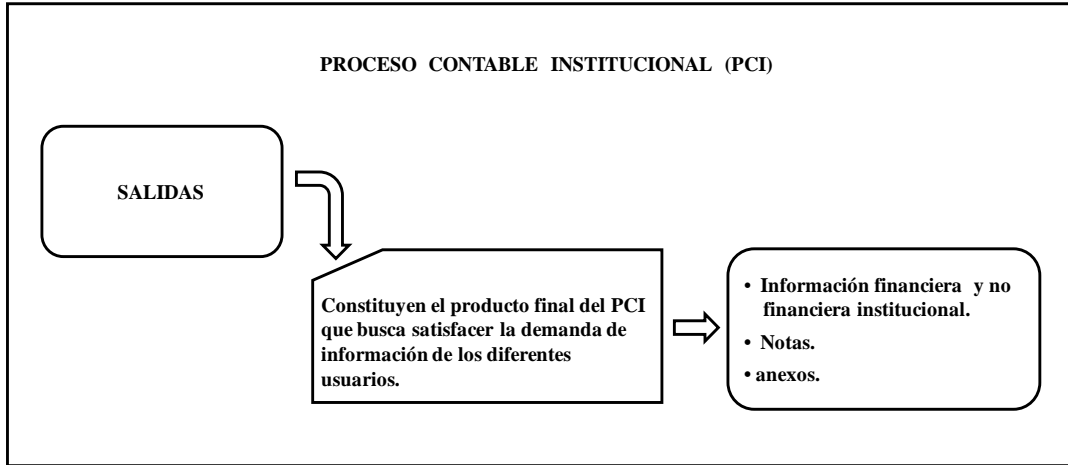 PROCESO CONTABLE INSTITUCIONAL (PCI)
SALIDAS
Constituyen el producto final del PCI
que busca satisfacer la demanda de
información de los diferentes
usuarios.
• Información financiera y no
financiera institucional.
• Notas.
• anexos.